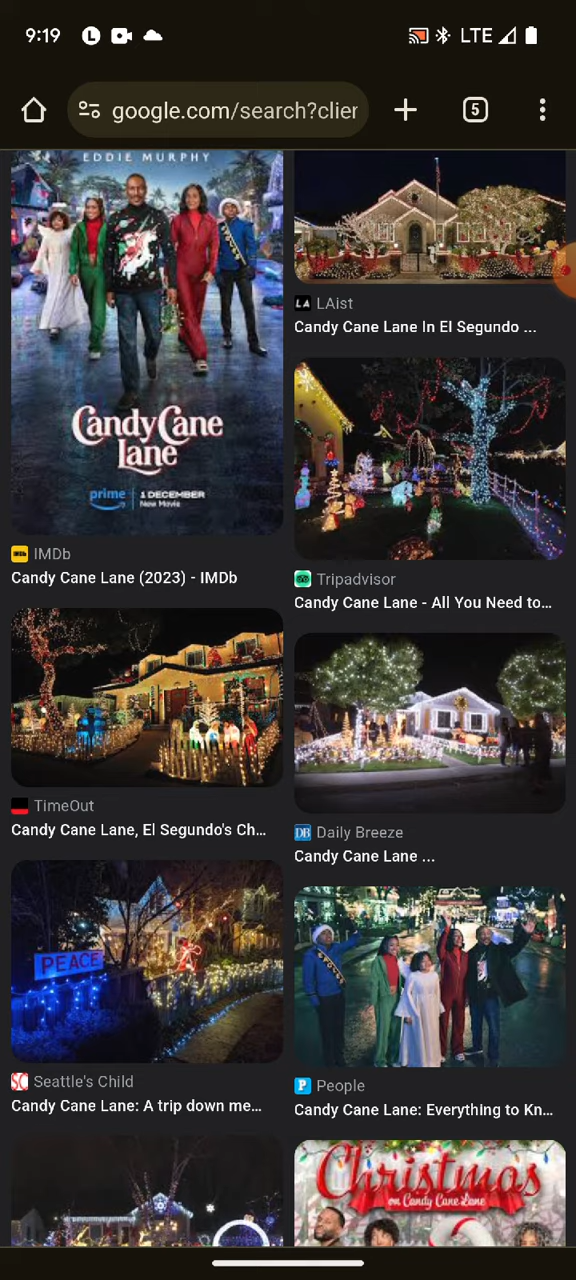 9:19
LTE
google.com/search?clier
5
EDDIE MURPHY
Candy Cane
Lane
prime
1 DECEMBER
New Movie
IMDb
Candy Cane Lane (2023) - IMDb
TimeOut
Candy Cane Lane, El Segundo's Ch...
PEACE
Seattle's Child
Candy Cane Lane: A trip down me...
LAist
Candy Cane Lane In El Segundo ...
Tripadvisor
Candy Cane Lane - All You Need to...
DB
Daily Breeze
Candy Cane Lane ...
People
Candy Cane Lane: Everything to Kn...
Christmas
on Candy Cane Lane